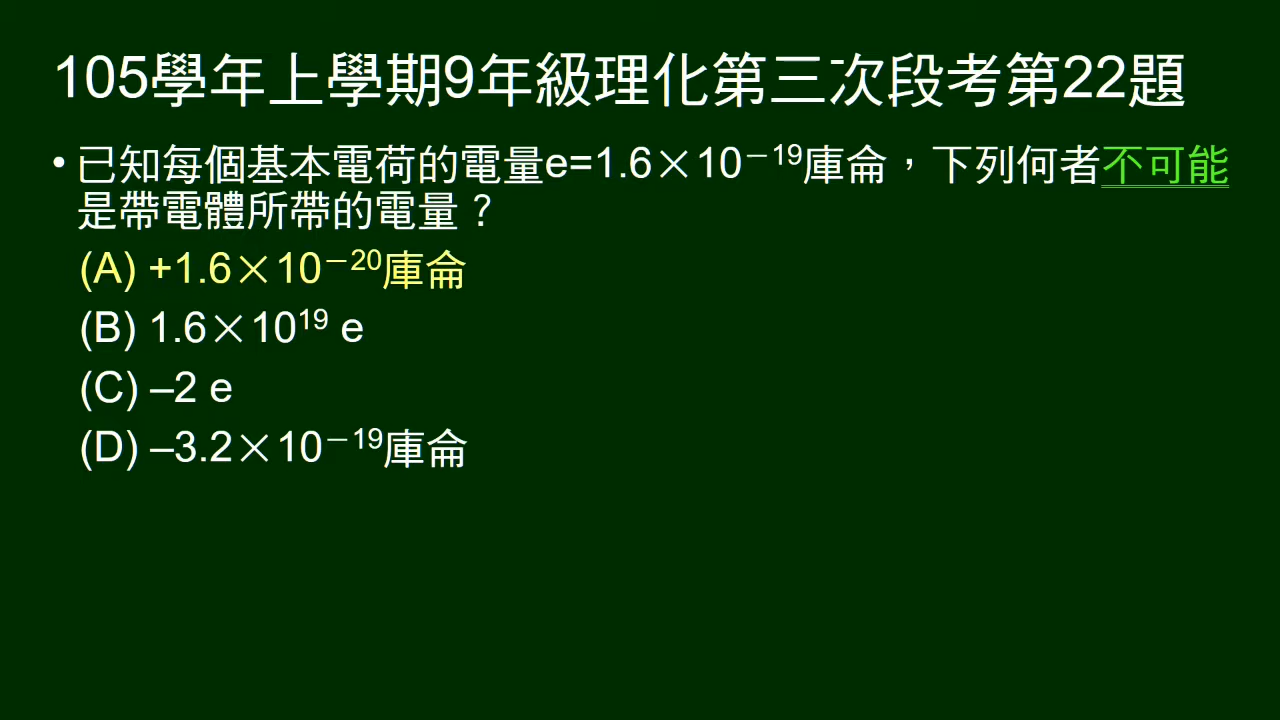 105學年上學期9年級理化第三次段考第22題
• 已知每個基本電荷的電量e=1.6×10⁻¹⁹庫侖，下列何者不可能
是帶電體所帶的電量？
(A) +1.6×10⁻²⁰庫侖
(B) 1.6×10¹⁹ e
(C) –2 e
(D) –3.2×10⁻¹⁹庫侖